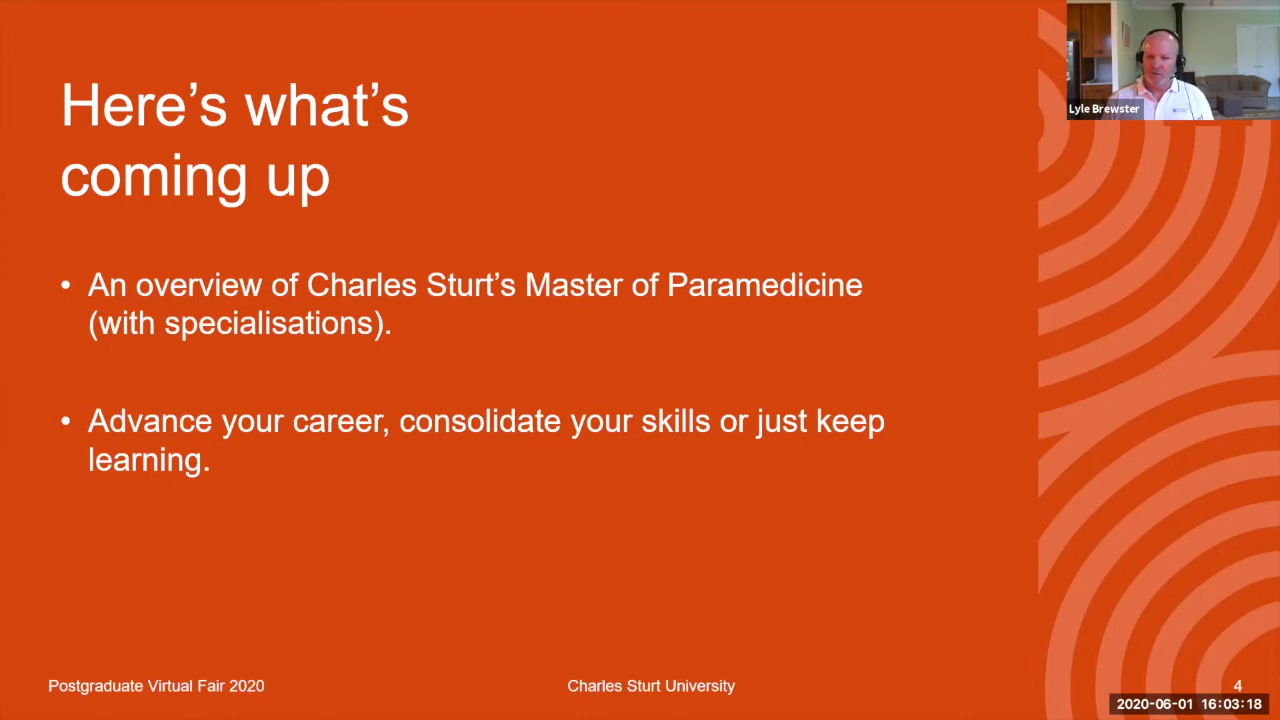 Here’s what’s
coming up
• An overview of Charles Sturt’s Master of Paramedicine
(with specialisations).
• Advance your career, consolidate your skills or just keep
learning.
Lyle Brewster
Postgraduate Virtual Fair 2020
Charles Sturt University
4
2020-06-01 16:03:18